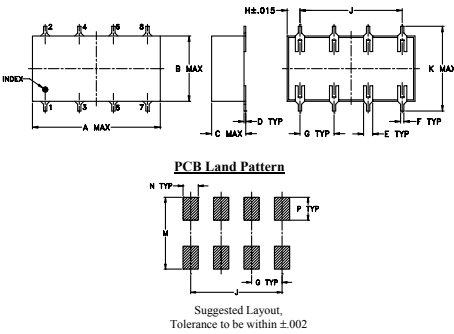 H±.015
J
2 4 6 8
B MAX
K MAX
INDEX
1 3 5 7
A MAX
C MAX
D TYP
G TYP
E TYP
F TYP
PCB Land Pattern
N TYP
P TYP
M
G TYP
J
Suggested Layout,
Tolerance to be within ±.002